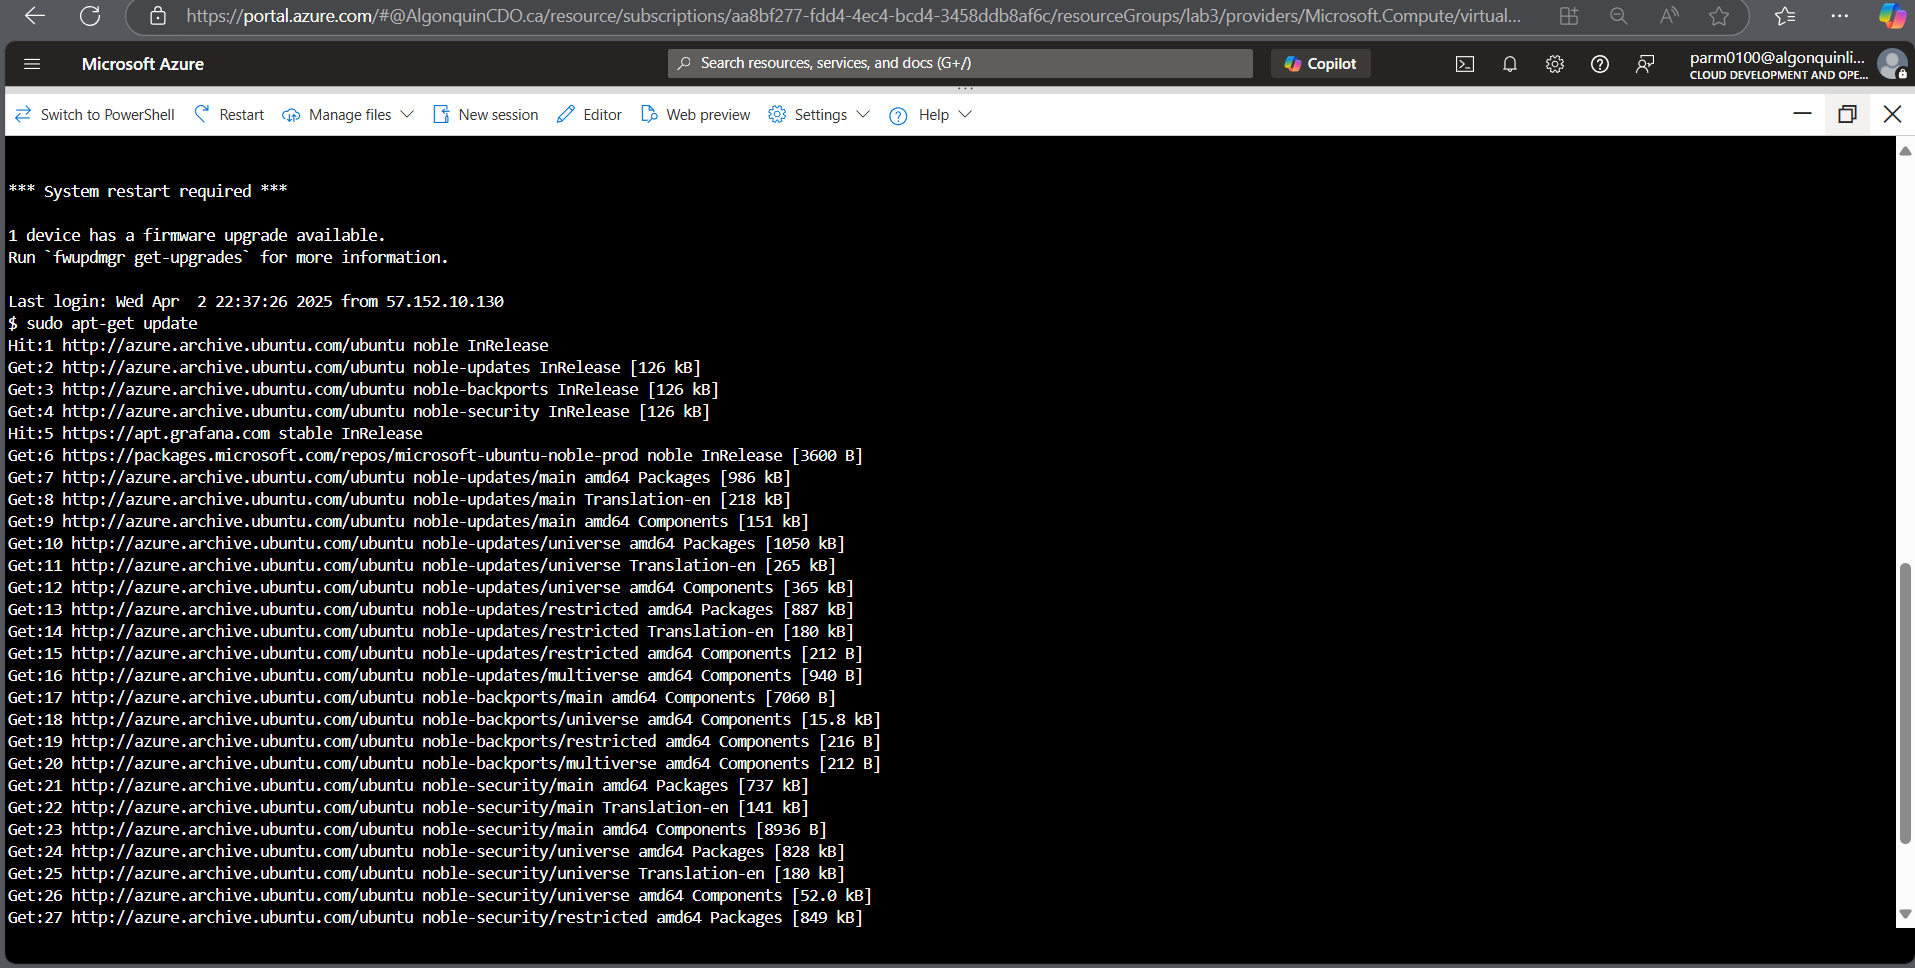 https://portal.azure.com/#@AlgonquinCDO.ca/resource/subscriptions/aa8bf277-fdd4-4ec4-bcd4-3458ddb8af6c/resourceGroups/lab3/providers/Microsoft.Compute/virtual...
Microsoft Azure
Search resources, services, and docs (G+/)
Copilot
parm0100@algonquinli...
CLOUD DEVELOPMENT AND OPE...
Switch to PowerShell Restart Manage files New session Editor Web preview Settings Help
*** System restart required ***
1 device has a firmware upgrade available.
Run `fwupdmgr get-upgrades` for more information.
Last login: Wed Apr  2 22:37:26 2025 from 57.152.10.130
$ sudo apt-get update
Hit:1 http://azure.archive.ubuntu.com/ubuntu noble InRelease
Get:2 http://azure.archive.ubuntu.com/ubuntu noble-updates InRelease [126 kB]
Get:3 http://azure.archive.ubuntu.com/ubuntu noble-backports InRelease [126 kB]
Get:4 http://azure.archive.ubuntu.com/ubuntu noble-security InRelease [126 kB]
Hit:5 https://apt.grafana.com stable InRelease
Get:6 https://packages.microsoft.com/repos/microsoft-ubuntu-noble-prod noble InRelease [3600 B]
Get:7 http://azure.archive.ubuntu.com/ubuntu noble-updates/main amd64 Packages [986 kB]
Get:8 http://azure.archive.ubuntu.com/ubuntu noble-updates/main Translation-en [218 kB]
Get:9 http://azure.archive.ubuntu.com/ubuntu noble-updates/main amd64 Components [151 kB]
Get:10 http://azure.archive.ubuntu.com/ubuntu noble-updates/universe amd64 Packages [1050 kB]
Get:11 http://azure.archive.ubuntu.com/ubuntu noble-updates/universe Translation-en [265 kB]
Get:12 http://azure.archive.ubuntu.com/ubuntu noble-updates/universe amd64 Components [365 kB]
Get:13 http://azure.archive.ubuntu.com/ubuntu noble-updates/restricted amd64 Packages [887 kB]
Get:14 http://azure.archive.ubuntu.com/ubuntu noble-updates/restricted Translation-en [180 kB]
Get:15 http://azure.archive.ubuntu.com/ubuntu noble-updates/restricted amd64 Components [212 B]
Get:16 http://azure.archive.ubuntu.com/ubuntu noble-updates/multiverse amd64 Components [940 B]
Get:17 http://azure.archive.ubuntu.com/ubuntu noble-backports/main amd64 Components [7060 B]
Get:18 http://azure.archive.ubuntu.com/ubuntu noble-backports/universe amd64 Components [15.8 kB]
Get:19 http://azure.archive.ubuntu.com/ubuntu noble-backports/restricted amd64 Components [216 B]
Get:20 http://azure.archive.ubuntu.com/ubuntu noble-backports/multiverse amd64 Components [212 B]
Get:21 http://azure.archive.ubuntu.com/ubuntu noble-security/main amd64 Packages [737 kB]
Get:22 http://azure.archive.ubuntu.com/ubuntu noble-security/main Translation-en [141 kB]
Get:23 http://azure.archive.ubuntu.com/ubuntu noble-security/main amd64 Components [8936 B]
Get:24 http://azure.archive.ubuntu.com/ubuntu noble-security/universe amd64 Packages [828 kB]
Get:25 http://azure.archive.ubuntu.com/ubuntu noble-security/universe Translation-en [180 kB]
Get:26 http://azure.archive.ubuntu.com/ubuntu noble-security/universe amd64 Components [52.0 kB]
Get:27 http://azure.archive.ubuntu.com/ubuntu noble-security/restricted amd64 Packages [849 kB]